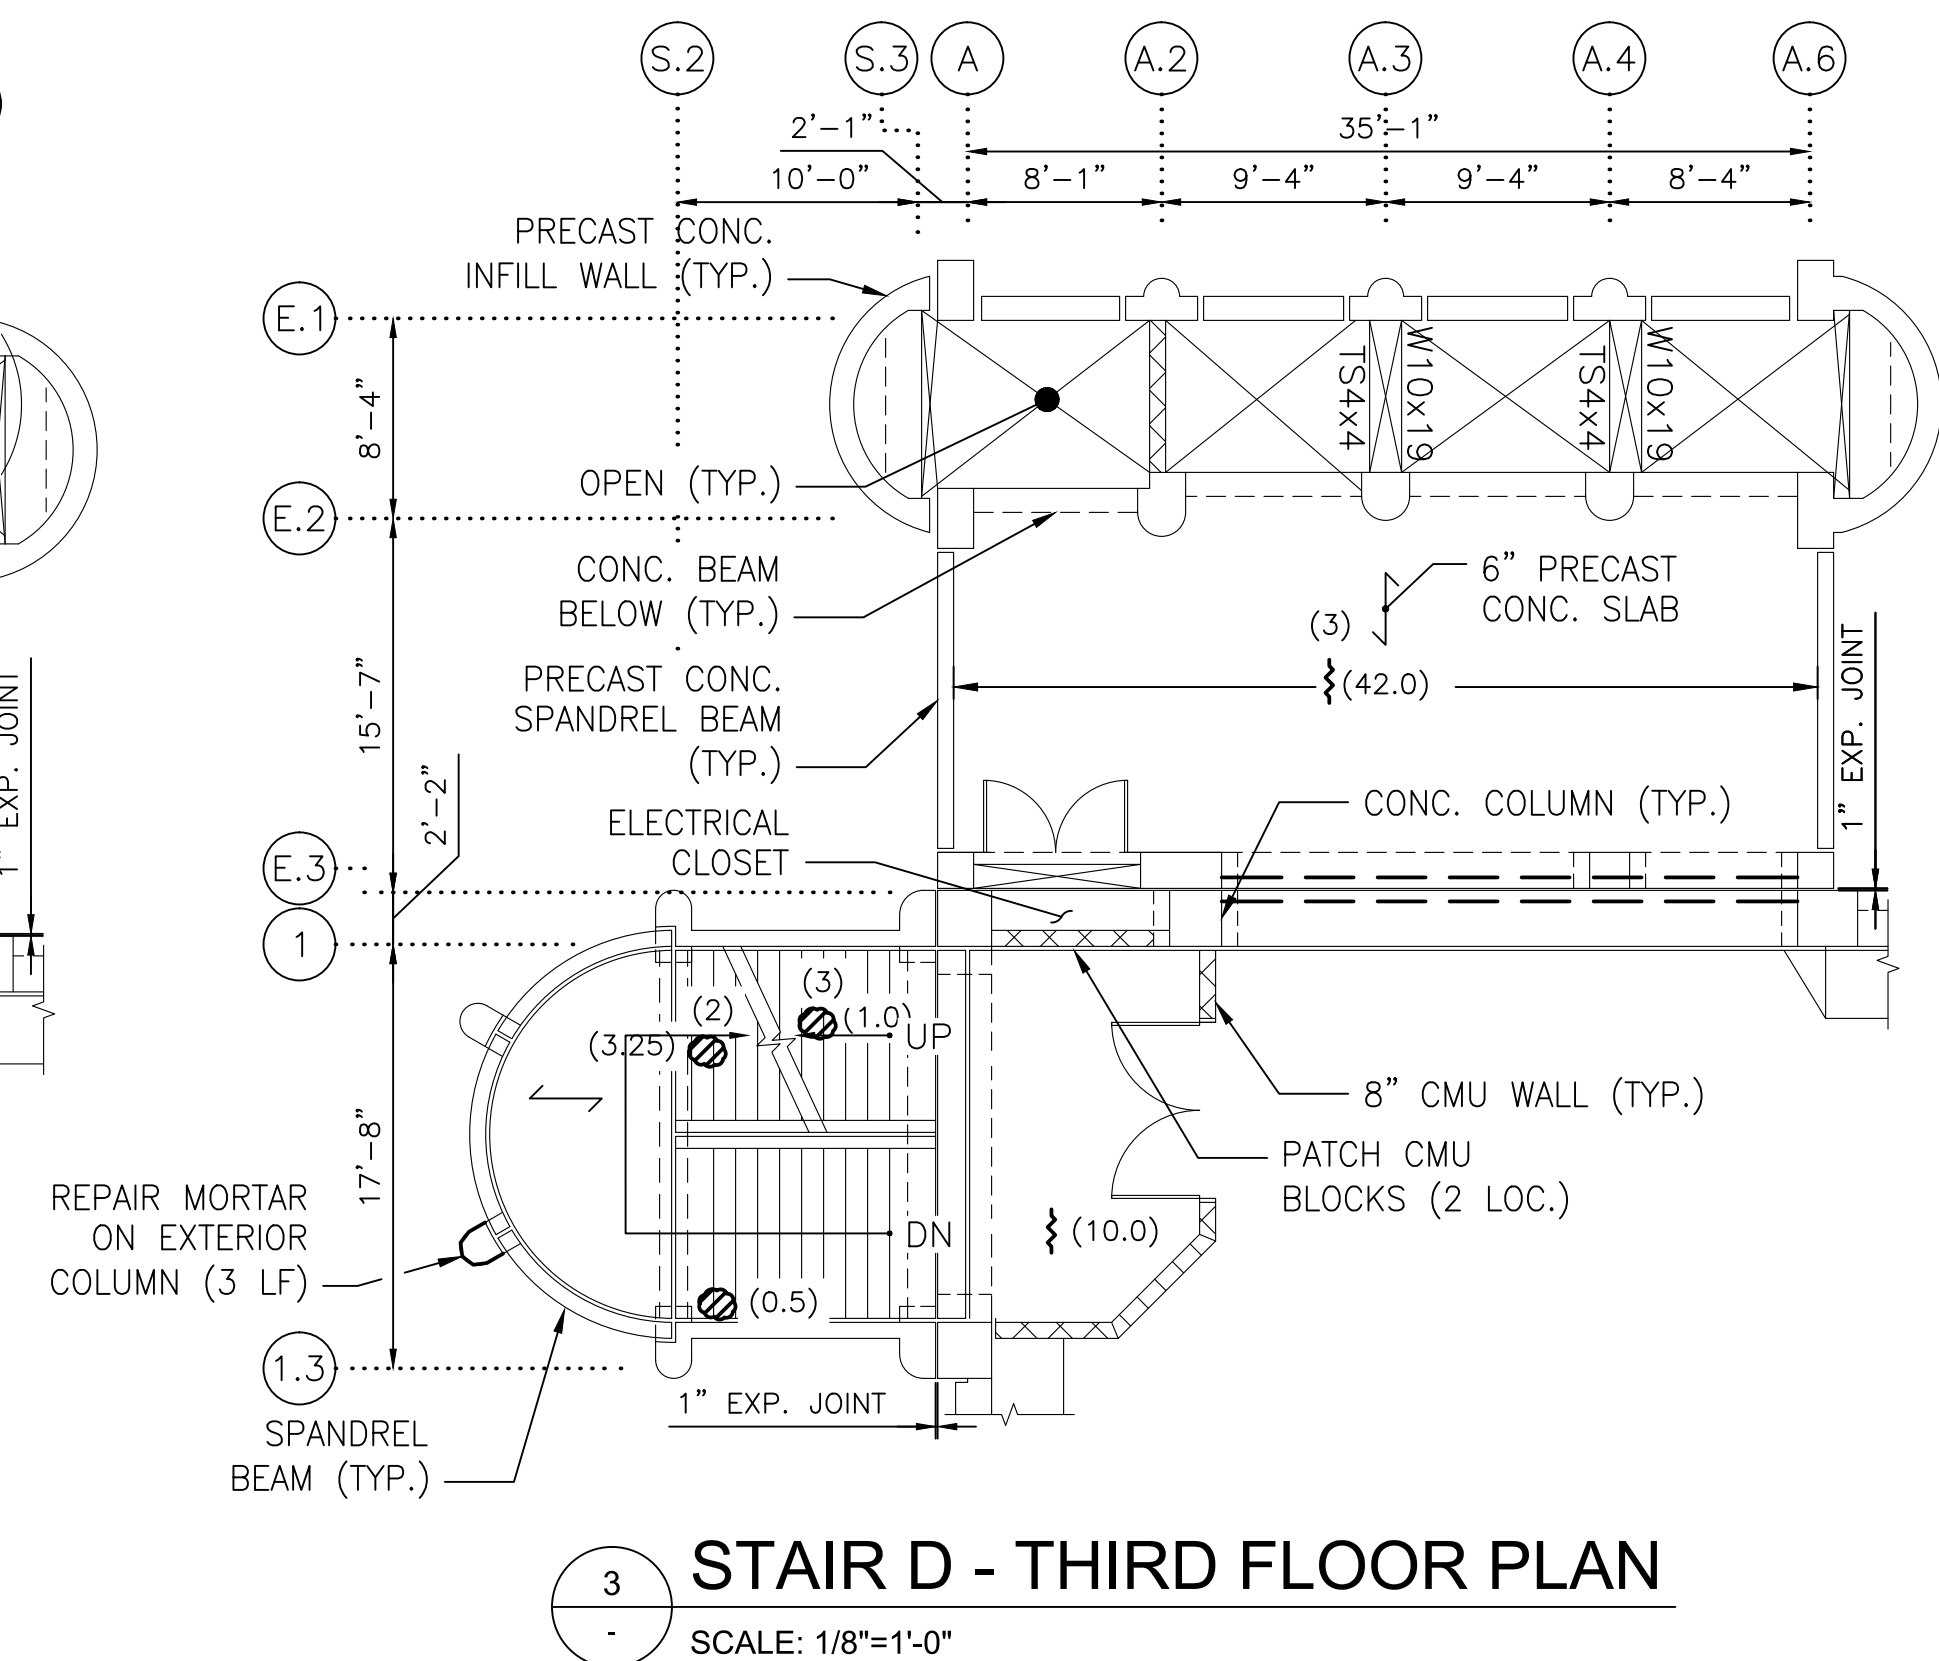 S.2
S.3
A
A.2
A.3
A.4
A.6
2'-1"
35'-1"
10'-0"
8'-1"
9'-4"
9'-4"
8'-4"
PRECAST CONC.
INFILL WALL (TYP.)
E.1
8'-4"
TS4x4
W10x19
TS4x4
W10x19
OPEN (TYP.)
E.2
CONC. BEAM
BELOW (TYP.)
6" PRECAST
CONC. SLAB
(3)
(42.0)
1" EXP. JOINT
1" EXP. JOINT
15'-7"
PRECAST CONC.
SPANDREL BEAM
(TYP.)
2'-2"
CONC. COLUMN (TYP.)
ELECTRICAL
CLOSET
E.3
1
(3)
(2)
(1.0)
UP
(3.25)
8" CMU WALL (TYP.)
PATCH CMU
BLOCKS (2 LOC.)
17'-8"
REPAIR MORTAR
ON EXTERIOR
COLUMN (3 LF)
DN
(10.0)
(0.5)
1.3
1" EXP. JOINT
SPANDREL
BEAM (TYP.)
3
-
STAIR D - THIRD FLOOR PLAN
SCALE: 1/8"=1'-0"